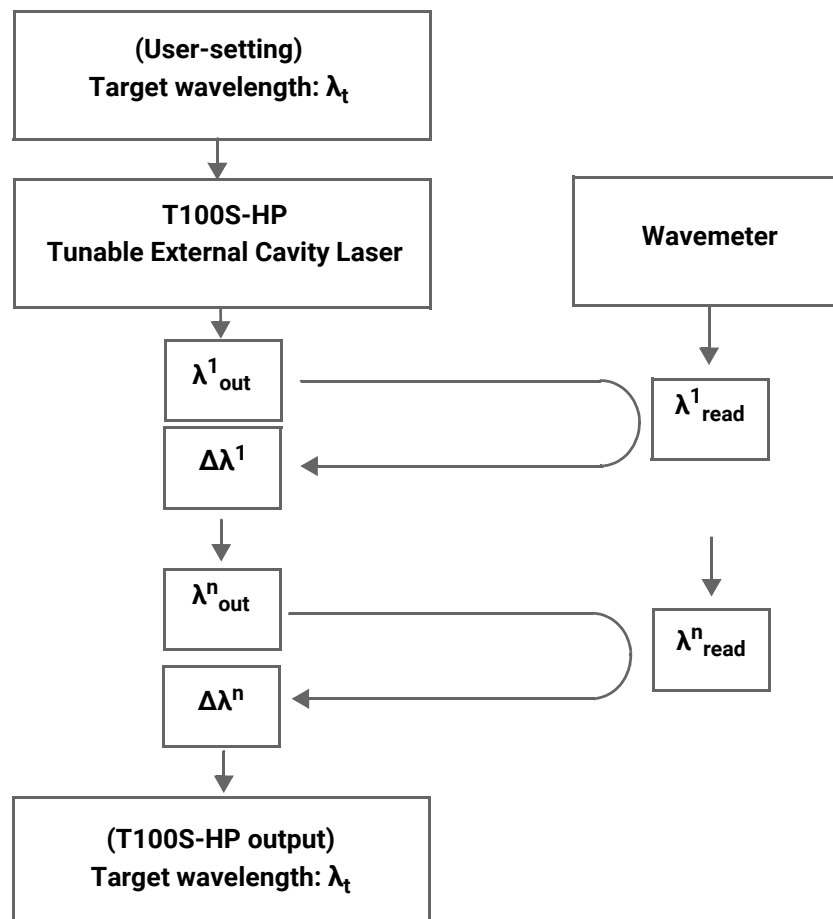 (User-setting)
Target wavelength: λt
T100S-HP
Tunable External Cavity Laser
Wavemeter
λ1out
λ1read
Δλ1
λnout
λnread
Δλn
(T100S-HP output)
Target wavelength: λt